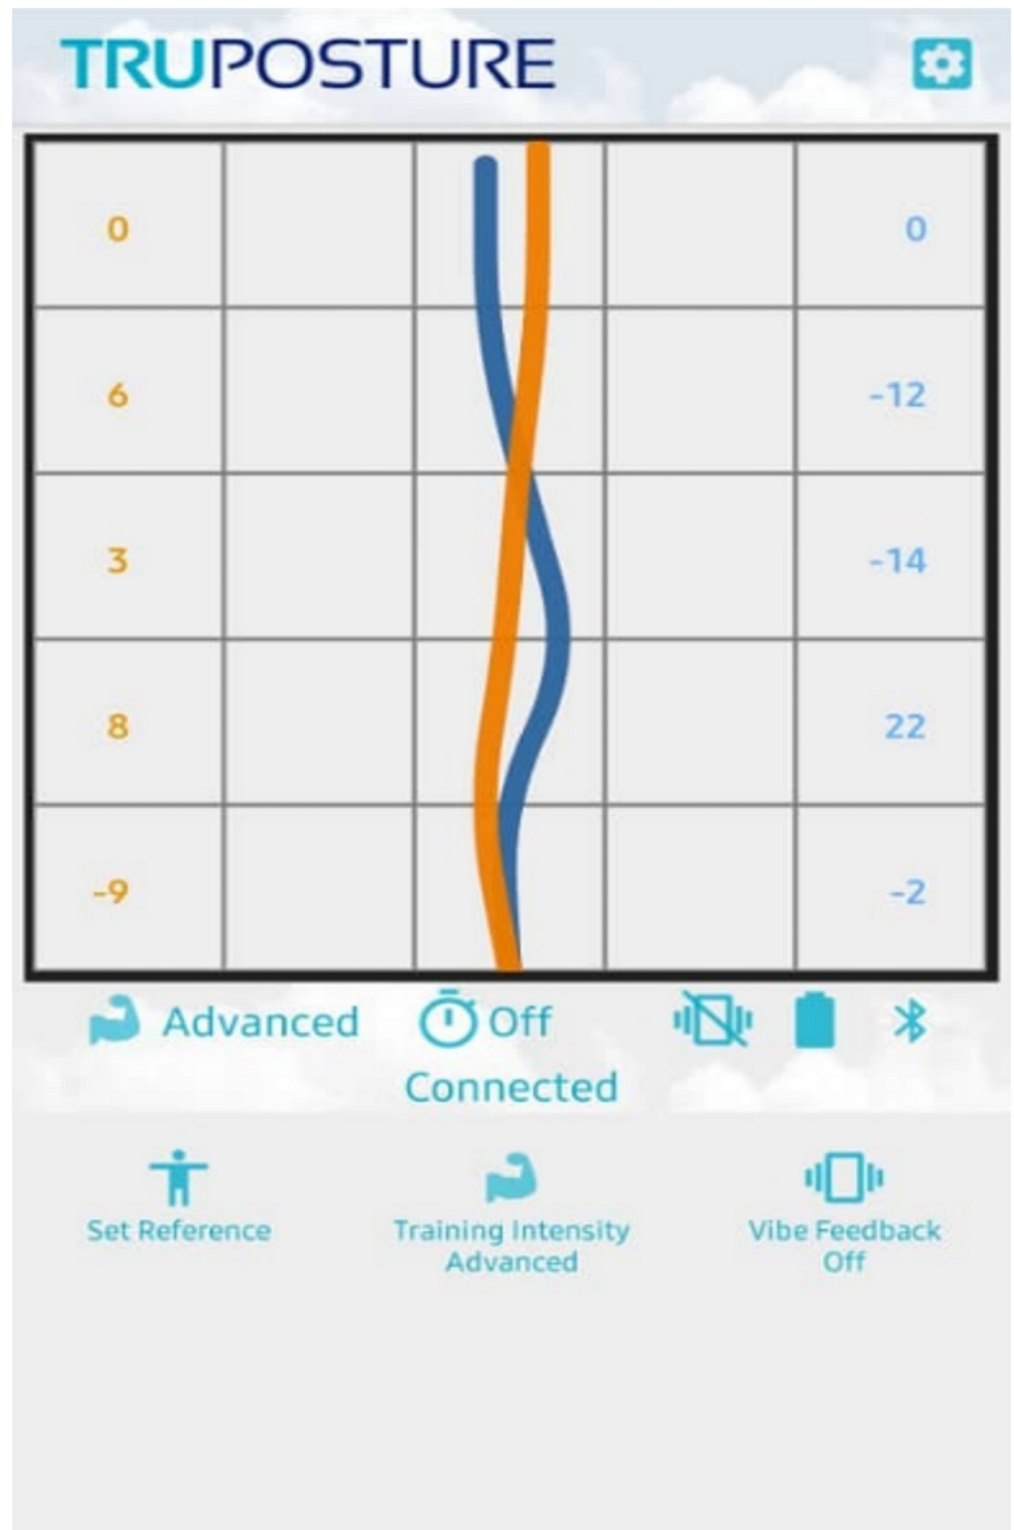 TRUPOSTURE
0 0
6 -12
3 -14
8 22
-9 -2
Advanced Off
Connected
Set Reference Training Intensity Vibe Feedback
Advanced Off